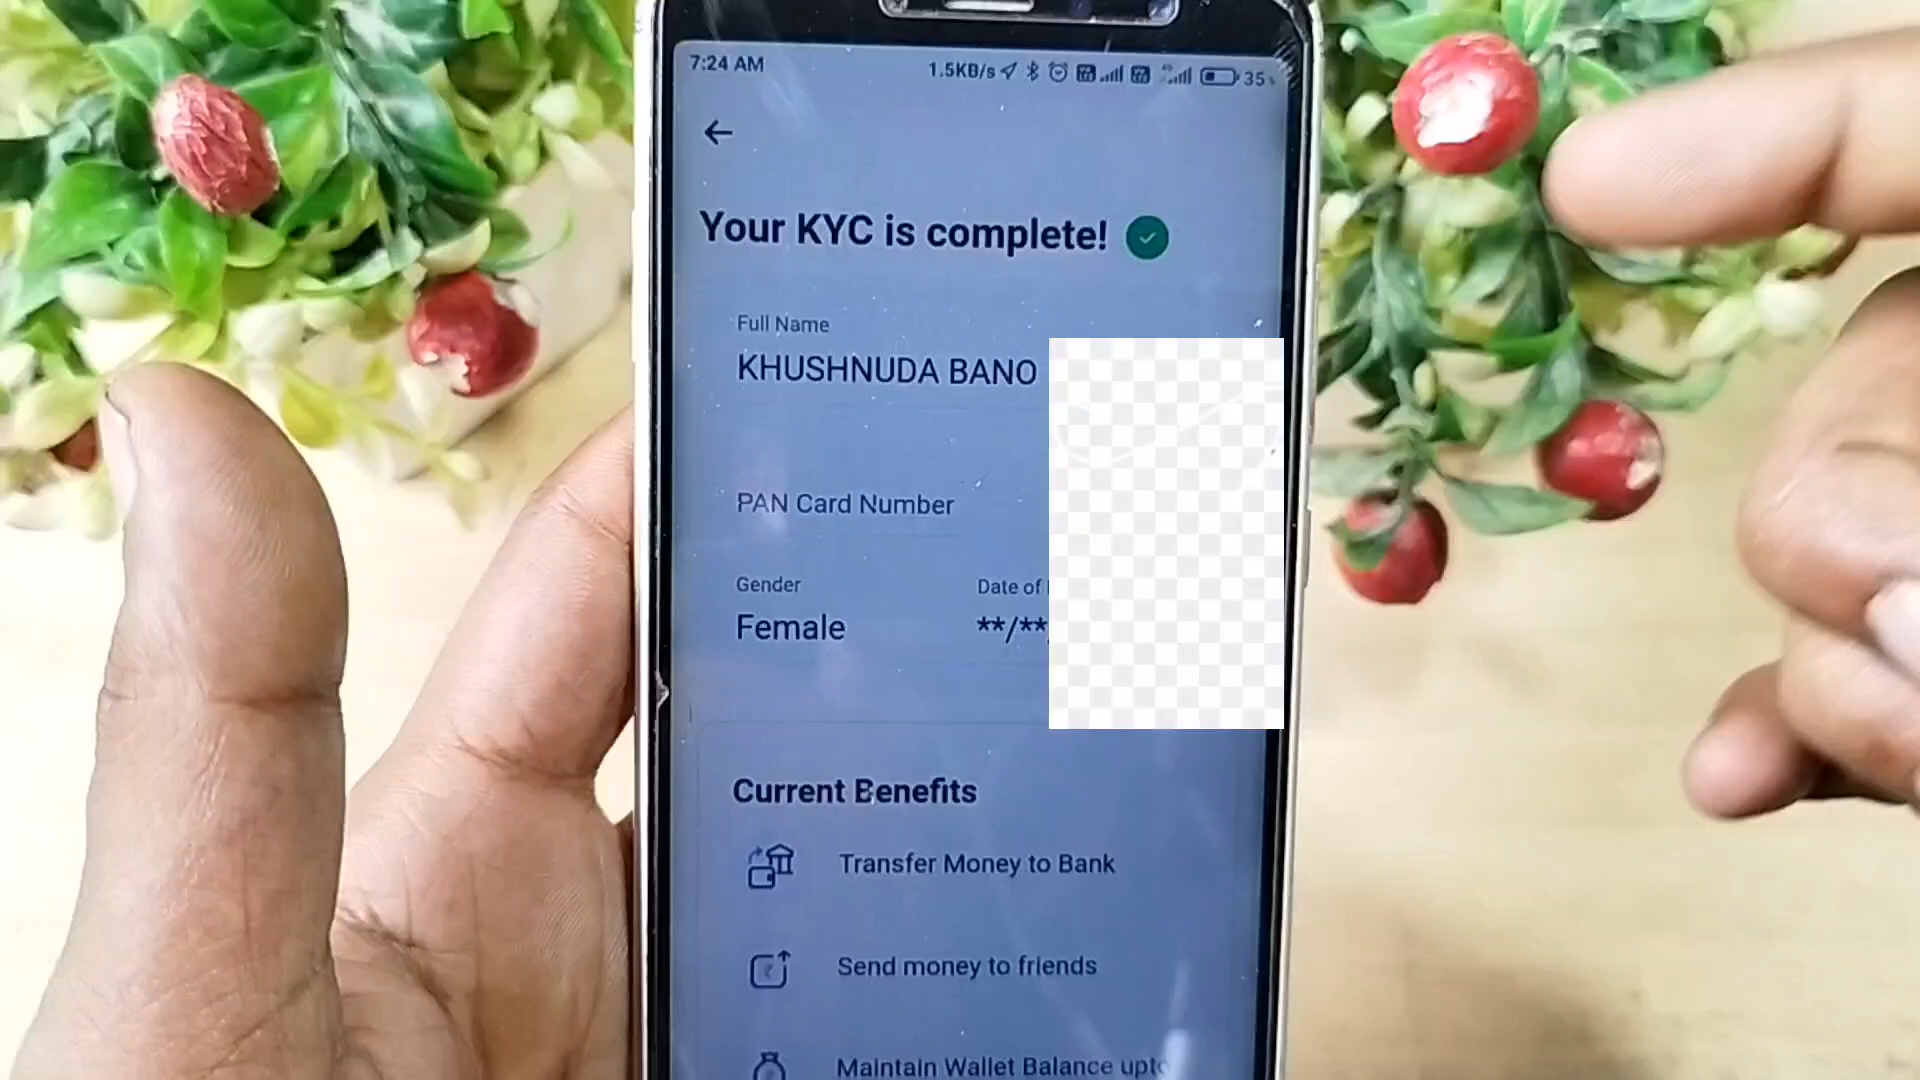 7:24 AM 1.5KB/s 35
Your KYC is complete!
Full Name
KHUSHNUDA BANO
PAN Card Number
Gender Date of
Female **/**
Current Benefits
Transfer Money to Bank
Send money to friends
Maintain Wallet Balance upto